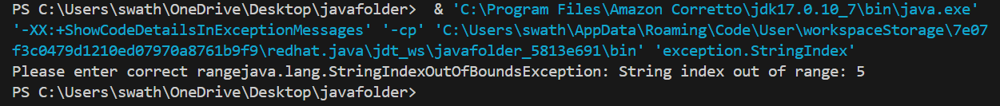 PS C:\Users\swath\OneDrive\Desktop\javafolder>  & 'C:\Program Files\Amazon Corretto\jdk17.0.10_7\bin\java.exe'
'-XX:+ShowCodeDetailsInExceptionMessages' '-cp' 'C:\Users\swath\AppData\Roaming\Code\User\workspaceStorage\7e07
f3c0479d1210ed07970a8761b9f9\redhat.java\jdt_ws\javafolder_5813e691\bin' 'exception.StringIndex'
Please enter correct rangejava.lang.StringIndexOutOfBoundsException: String index out of range: 5
PS C:\Users\swath\OneDrive\Desktop\javafolder>